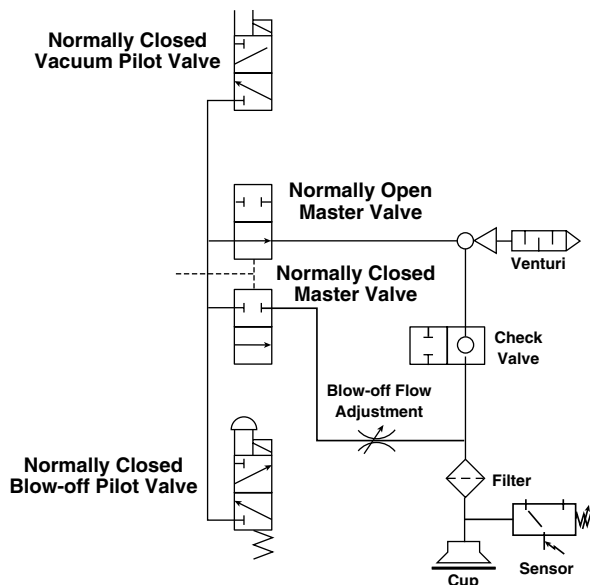 Normally Closed
Vacuum Pilot Valve
Normally Open
Master Valve
Venturi
Normally Closed
Master Valve
Check
Valve
Blow-off Flow
Adjustment
Normally Closed
Blow-off Pilot Valve
Filter
Sensor
Cup